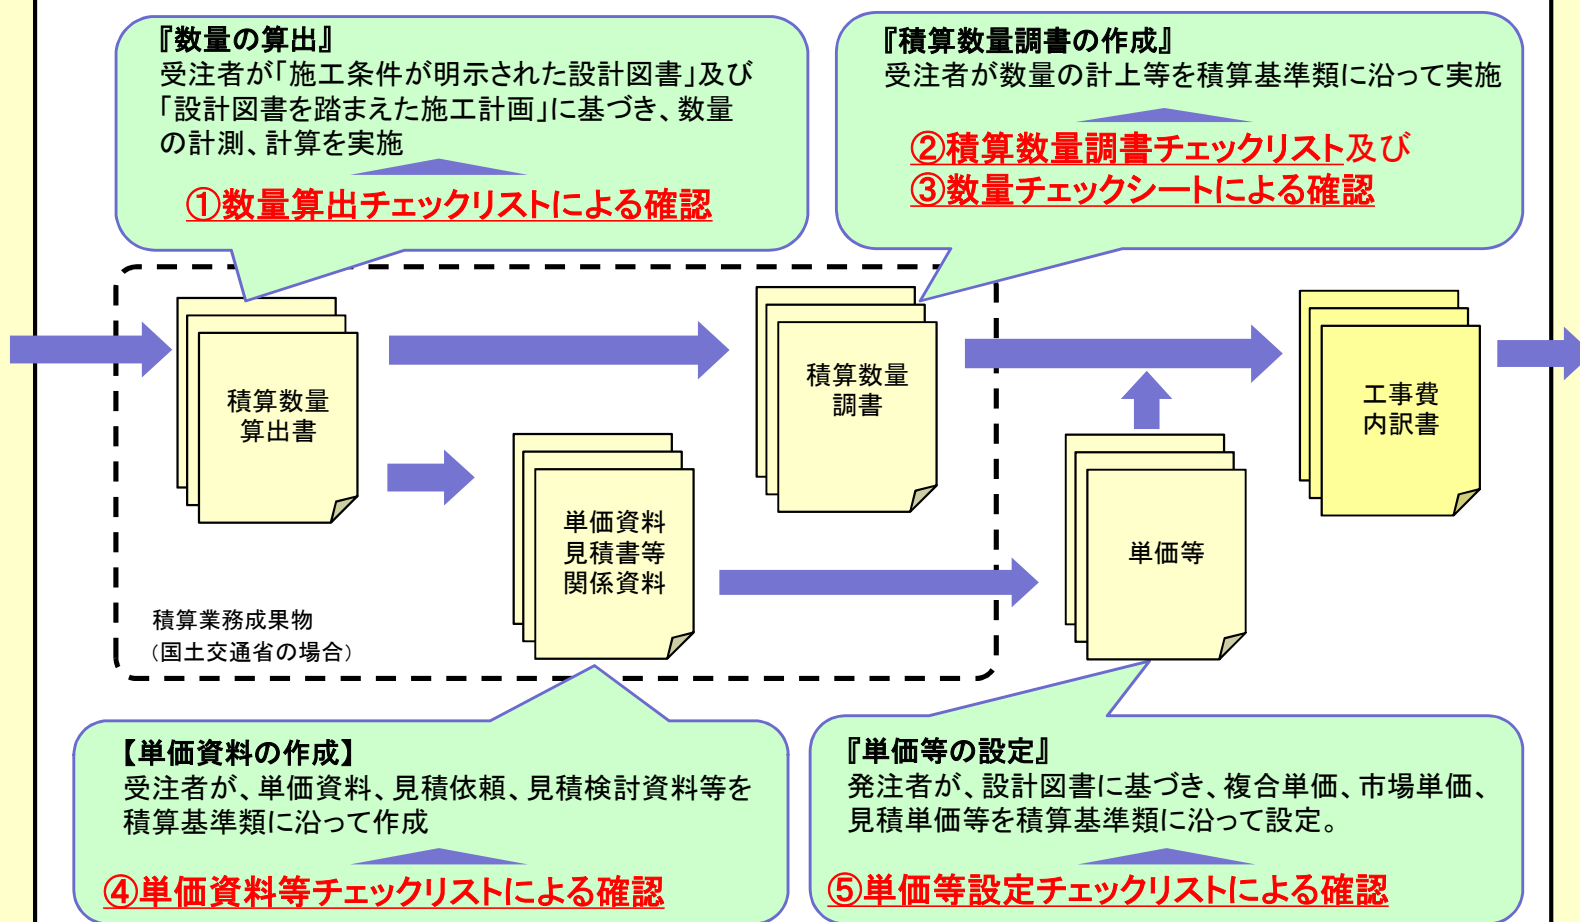 『数量の算出』
受注者が「施工条件が明示された設計図書」及び
「設計図書を踏まえた施工計画」に基づき、数量
の計測、計算を実施
①数量算出チェックリストによる確認
『積算数量調書の作成』
受注者が数量の計上等を積算基準類に沿って実施
②積算数量調書チェックリスト及び
③数量チェックシートによる確認
積算数量
算出書
積算数量
調書
工事費
内訳書
単価資料
見積書等
関係資料
単価等
積算業務成果物
（国土交通省の場合）
【単価資料の作成】
受注者が、単価資料、見積依頼、見積検討資料等を
積算基準類に沿って作成
④単価資料等チェックリストによる確認
『単価等の設定』
発注者が、設計図書に基づき、複合単価、市場単価、
見積単価等を積算基準類に沿って設定。
⑤単価等設定チェックリストによる確認